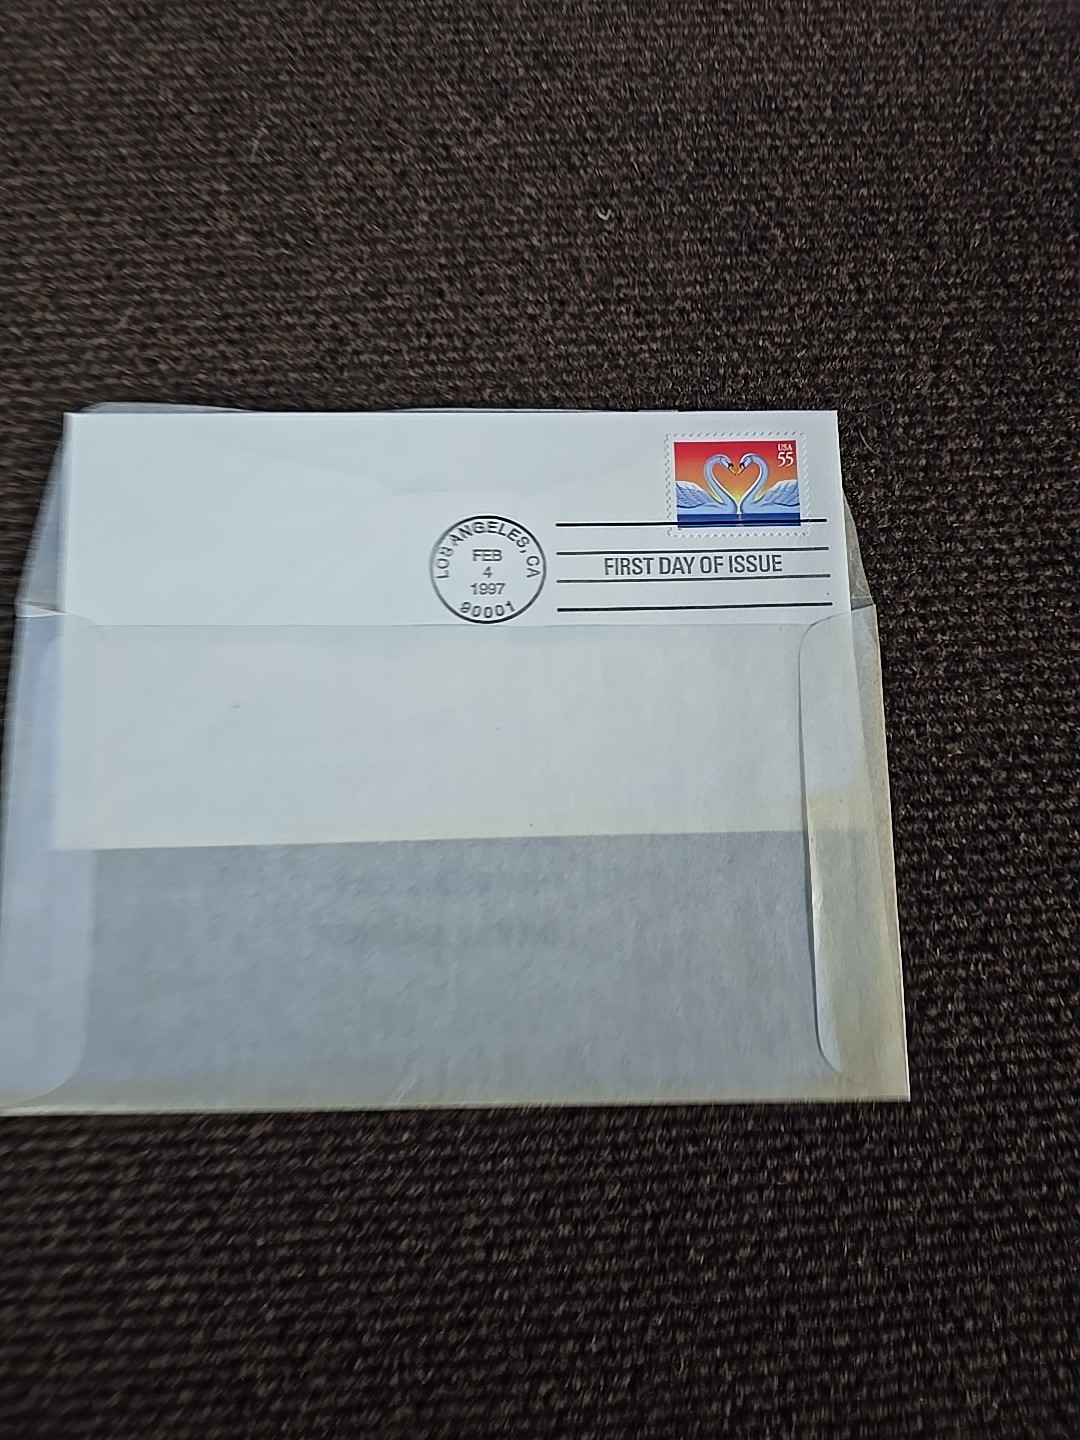 USA
55
LOS ANGELES, CA
FEB
4
1997
90001
FIRST DAY OF ISSUE